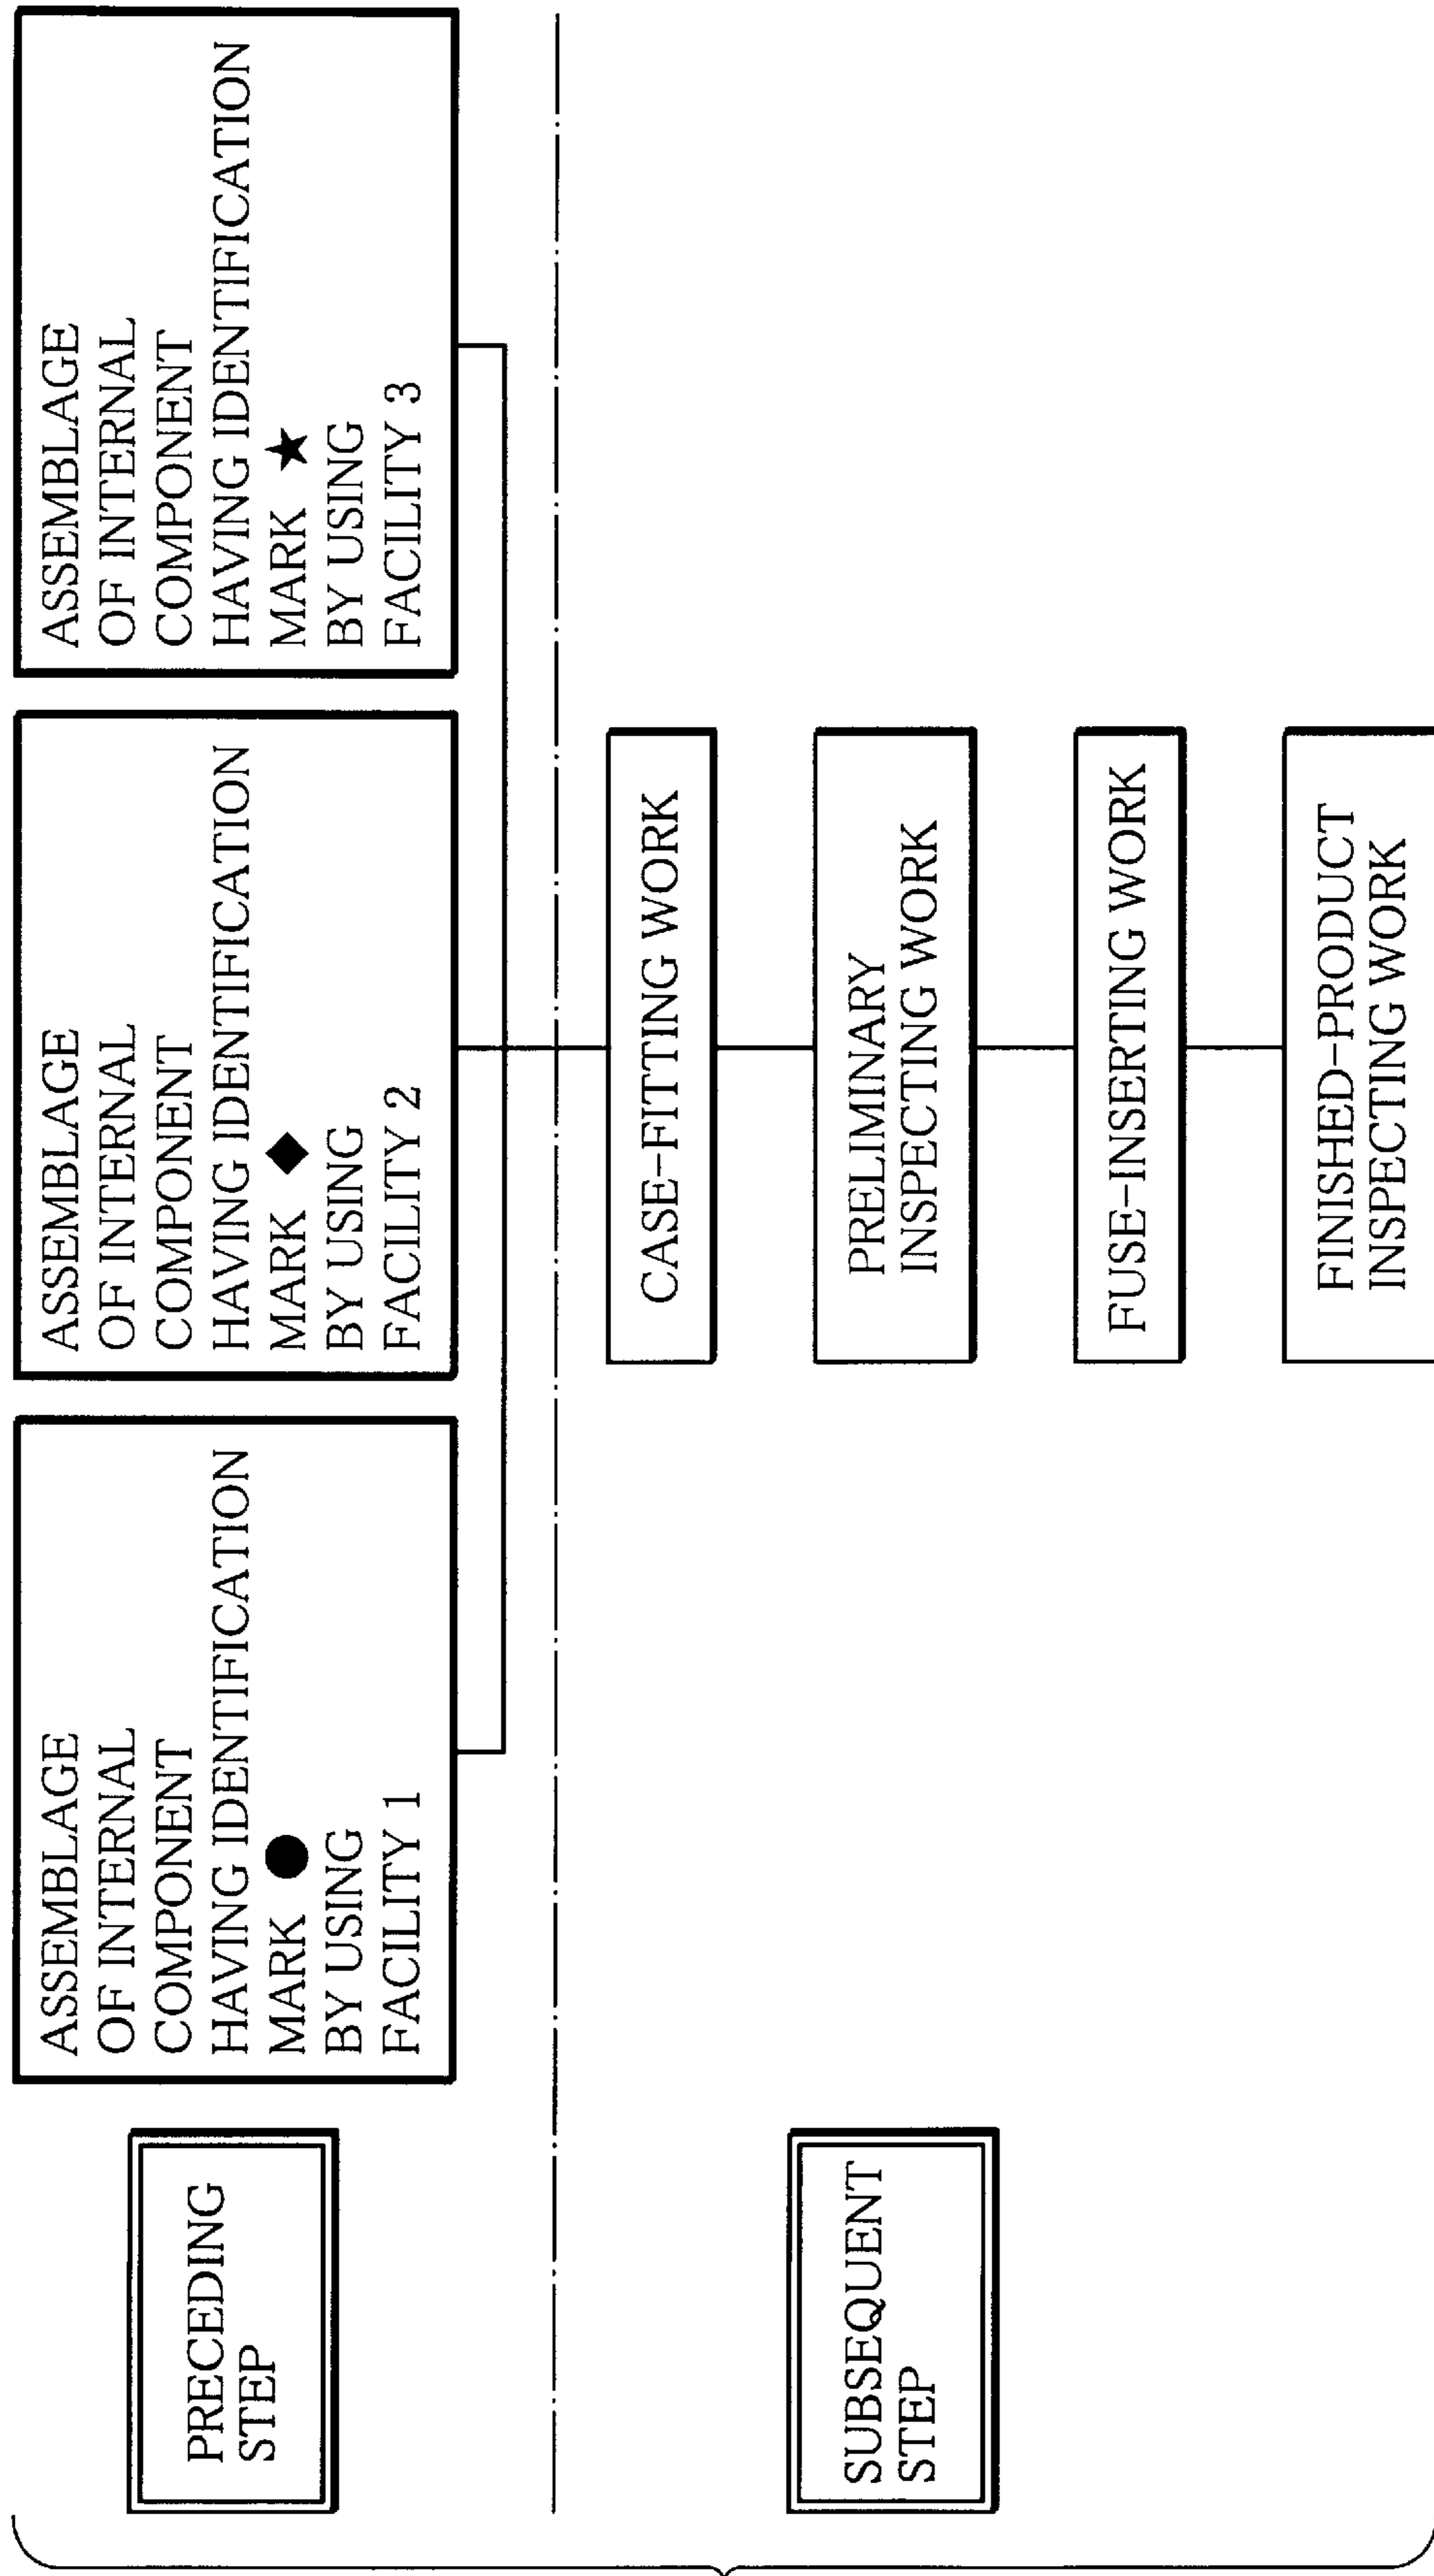 PRECEDING
STEP
ASSEMBLAGE
OF INTERNAL
COMPONENT
HAVING IDENTIFICATION
MARK ●
BY USING
FACILITY 1
ASSEMBLAGE
OF INTERNAL
COMPONENT
HAVING IDENTIFICATION
MARK ◆
BY USING
FACILITY 2
ASSEMBLAGE
OF INTERNAL
COMPONENT
HAVING IDENTIFICATION
MARK ★
BY USING
FACILITY 3
SUBSEQUENT
STEP
CASE-FITTING WORK
PRELIMINARY
INSPECTING WORK
FUSE-INSERTING WORK
FINISHED-PRODUCT
INSPECTING WORK